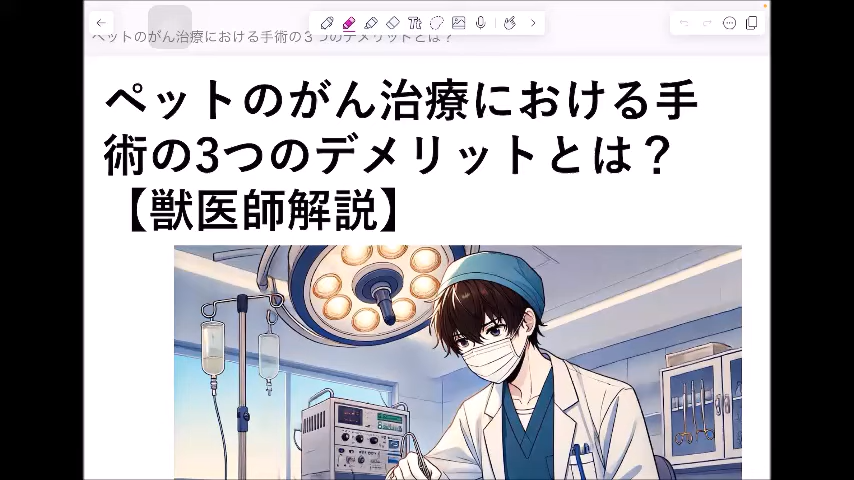 ペットのがん治療における手術の3つのデメリットとは？
ペットのがん治療における手
術の3つのデメリットとは？
【獣医師解説】